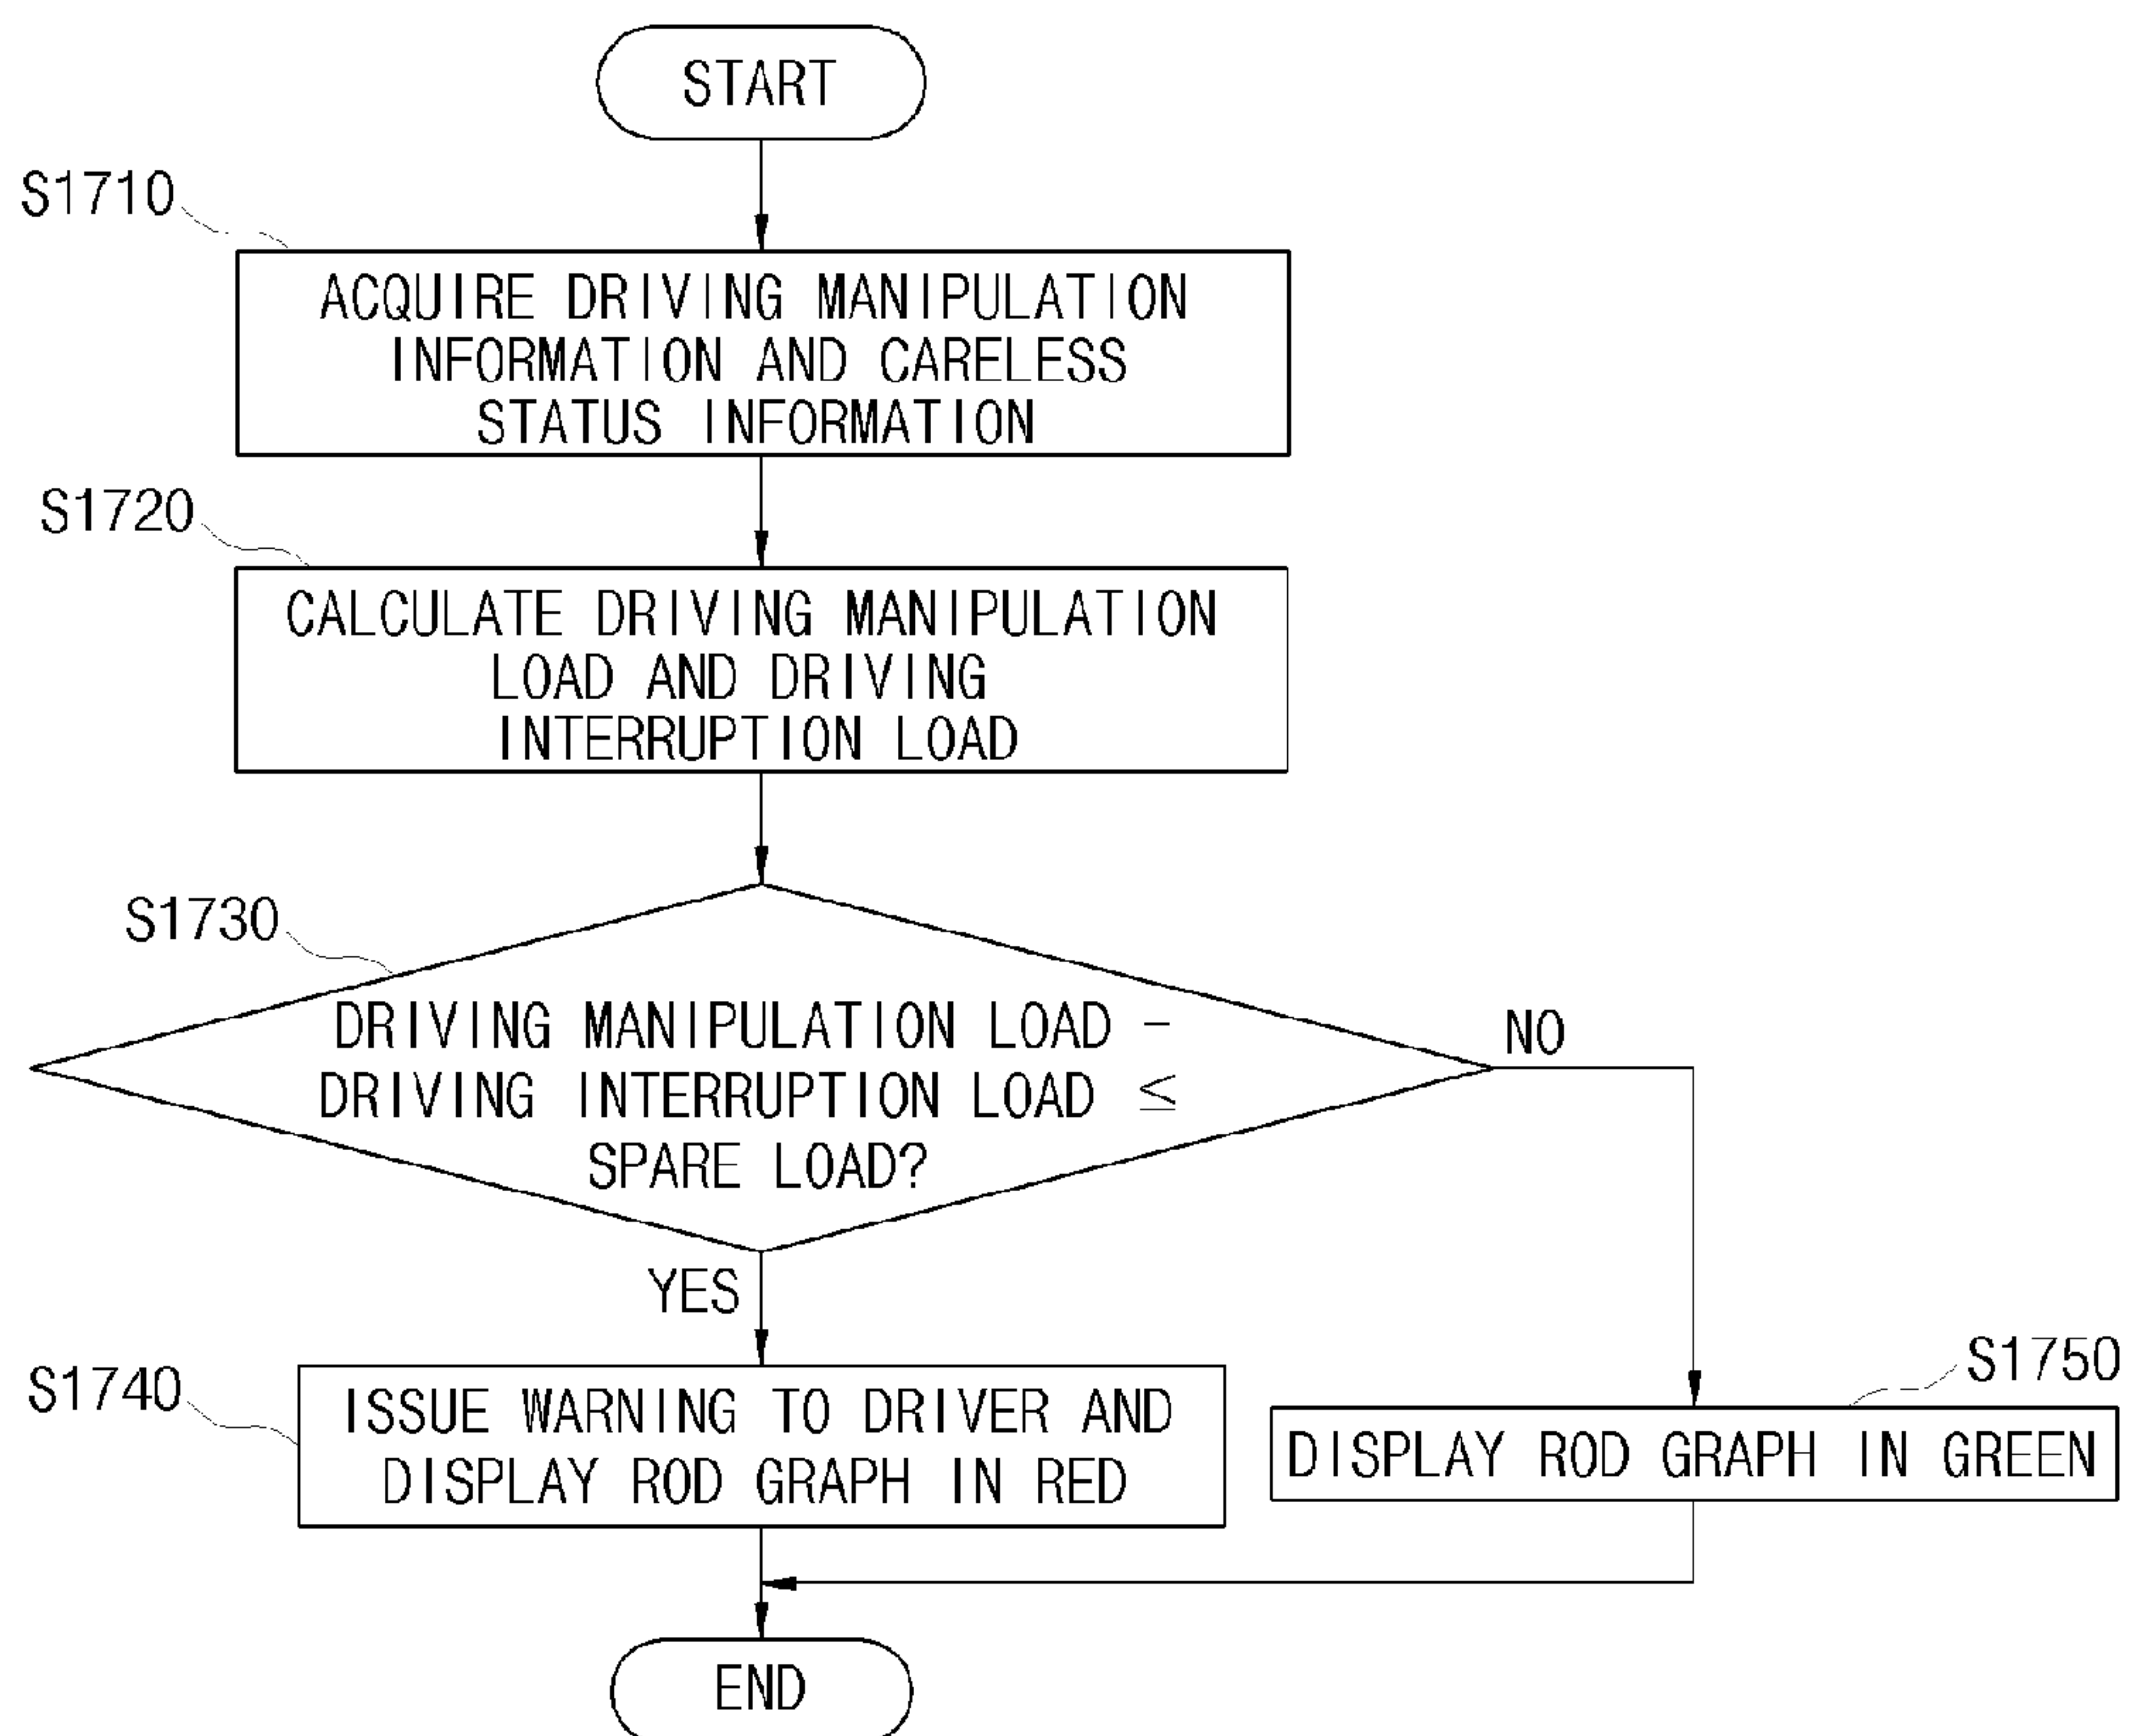 START
S1710
ACQUIRE DRIVING MANIPULATION
INFORMATION AND CARELESS
STATUS INFORMATION
S1720
CALCULATE DRIVING MANIPULATION
LOAD AND DRIVING
INTERRUPTION LOAD
S1730
DRIVING MANIPULATION LOAD -
DRIVING INTERRUPTION LOAD ≤
SPARE LOAD?
NO
YES
S1740
ISSUE WARNING TO DRIVER AND
DISPLAY ROD GRAPH IN RED
S1750
DISPLAY ROD GRAPH IN GREEN
END